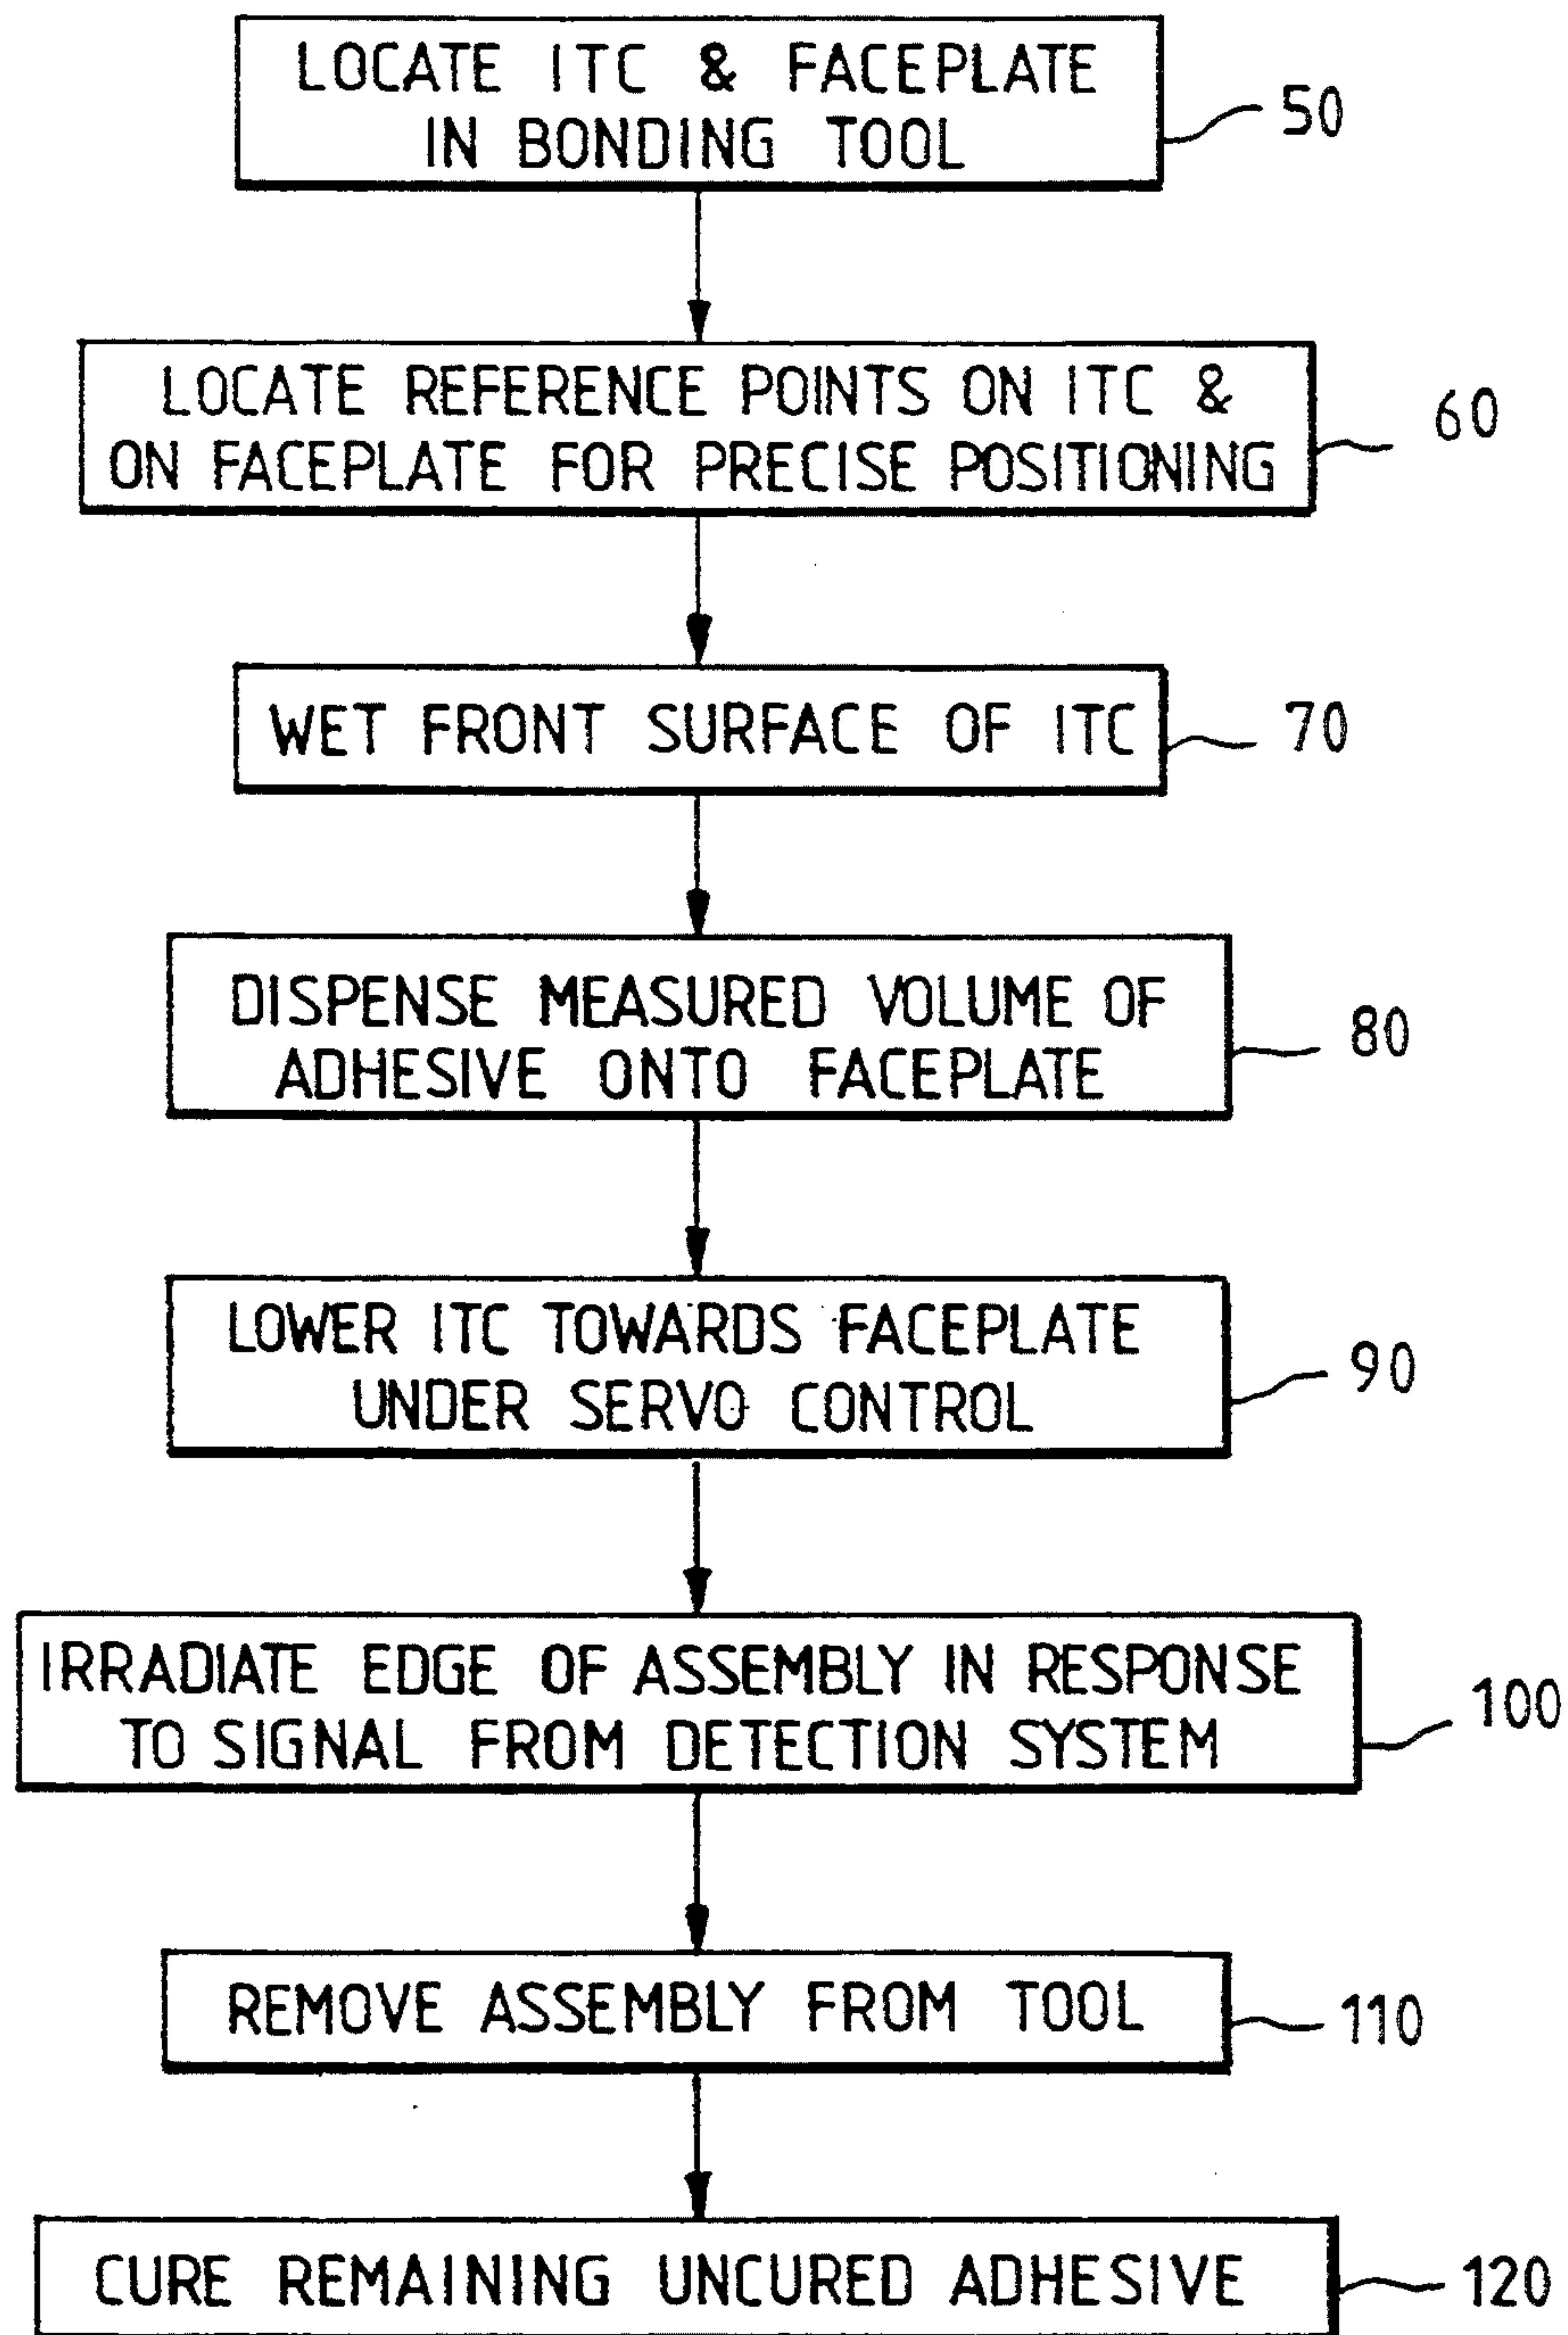 LOCATE ITC & FACEPLATE
IN BONDING TOOL
50
LOCATE REFERENCE POINTS ON ITC &
ON FACEPLATE FOR PRECISE POSITIONING
60
WET FRONT SURFACE OF ITC
70
DISPENSE MEASURED VOLUME OF
ADHESIVE ONTO FACEPLATE
80
LOWER ITC TOWARDS FACEPLATE
UNDER SERVO CONTROL
90
IRRADIATE EDGE OF ASSEMBLY IN RESPONSE
TO SIGNAL FROM DETECTION SYSTEM
100
REMOVE ASSEMBLY FROM TOOL
110
CURE REMAINING UNCURED ADHESIVE
120